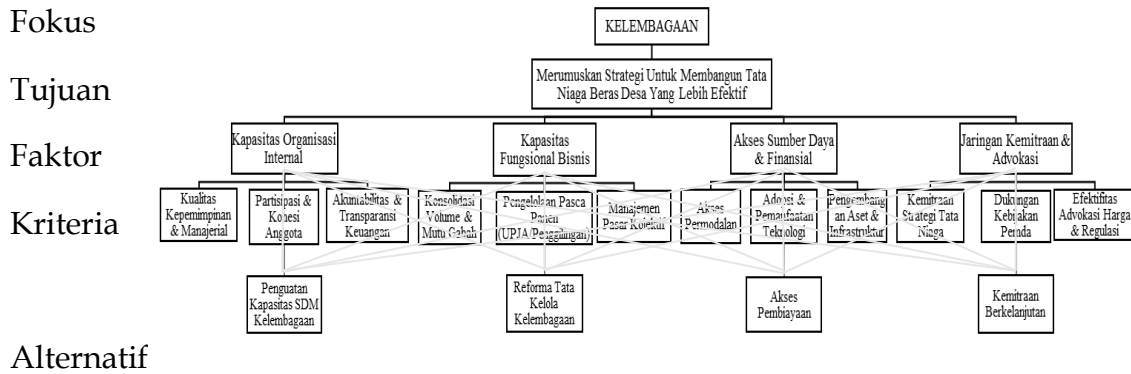 Fokus
KELEMBAGAAN
Tujuan
Merumuskan Strategi Untuk Membangun Tata
Niaga Beras Desa Yang Lebih Efektif
Faktor
Kapasitas Organisasi
Internal
Kapasitas
Fungsional Bisnis
Akses Sumber Daya
& Finansial
Jaringan Kemitraan &
Advokasi
Kriteria
Kualitas
Kepemimpinan
& Manajerial
Partisipasi &
Kohesi
Anggota
Akuntabilitas &
Transparansi
Keuangan
Konsolidasi
Volume &
Mutu Gabah
Pengelolaan Pasca
Panen
(UPJA/Penggilingan)
Manajemen
Pasar Kolektif
Akses
Permodalan
Adopsi &
Pemanfaatan
Teknologi
Pengembang
an Aset &
Infrastruktur
Kemitraan
Strategi Tata
Niaga
Dukungan
Kebijakan
Pemda
Efektifitas
Advokasi Harga
& Regulasi
Penguatan
Kapasitas SDM
Kelembagaan
Reforma Tata
Kelola
Kelembagaan
Akses
Pembiayaan
Kemitraan
Berkelanjutan
Alternatif